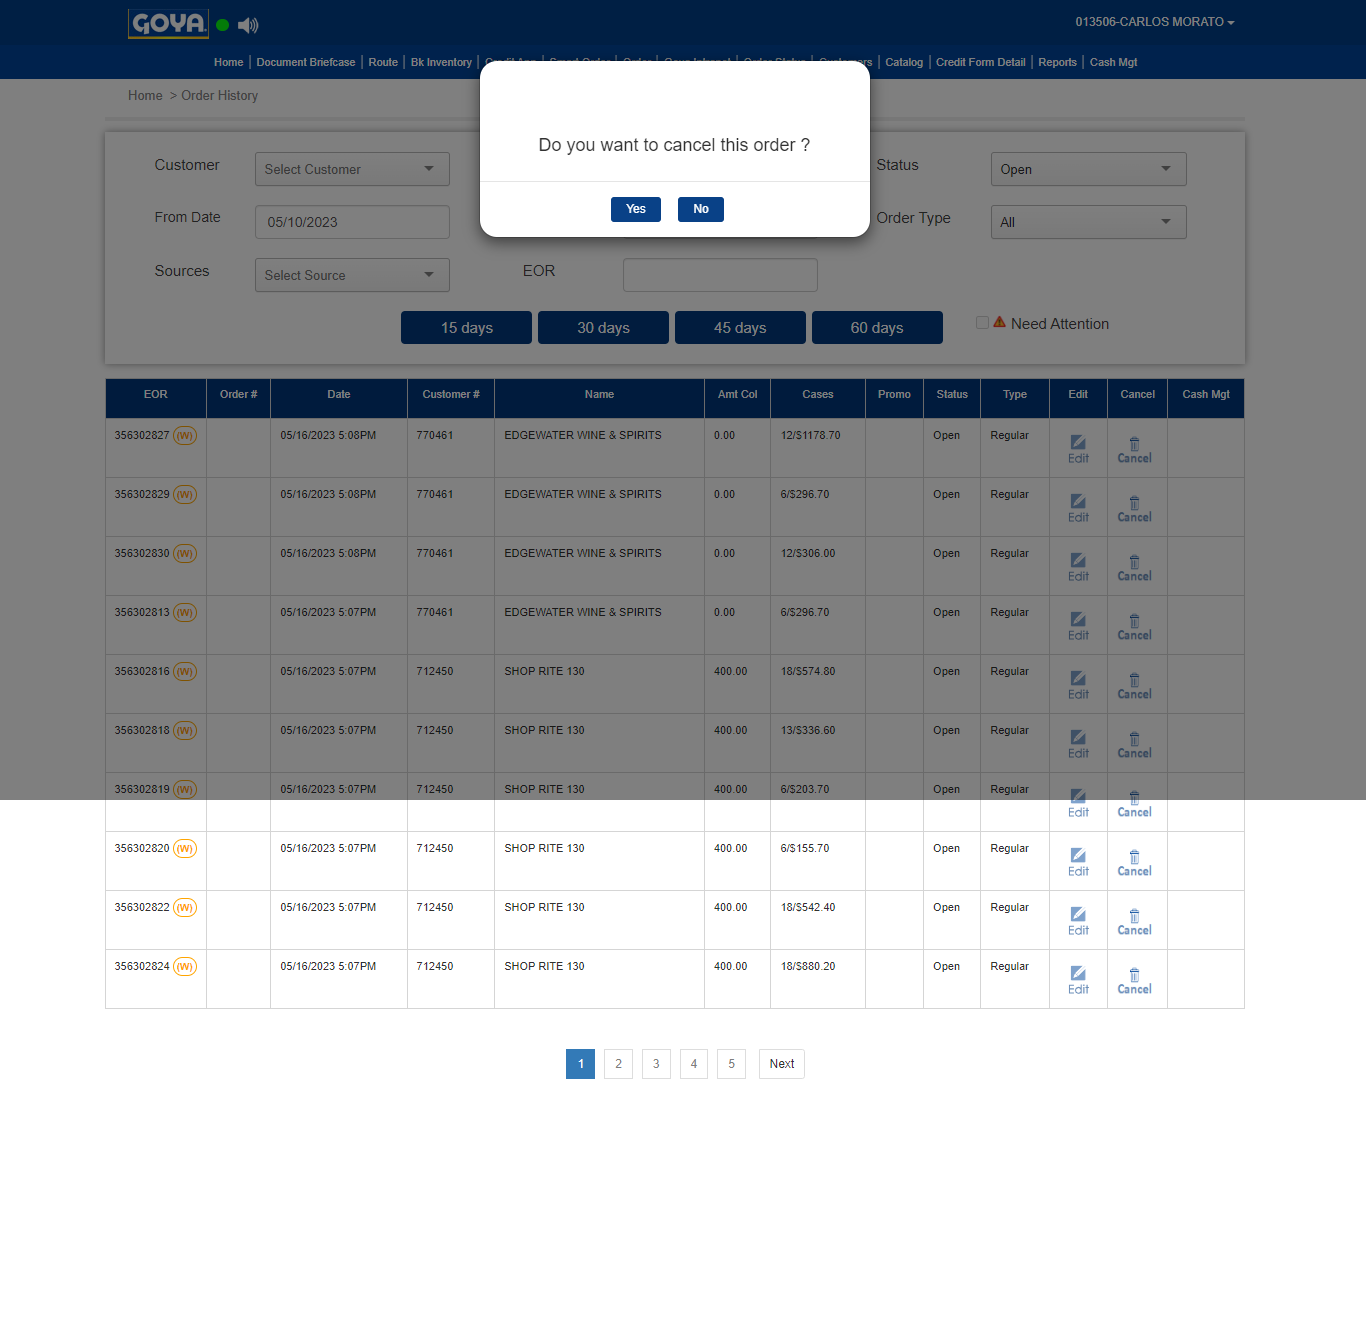 GOYA
013506-CARLOS MORATO
Home | Document Briefcase | Route | Bk Inventory | Catalog | Credit Form Detail | Reports | Cash Mgt
Home > Order History
Do you want to cancel this order ?
Yes No
Customer Select Customer Status Open
From Date 05/10/2023 Order Type All
Sources Select Source EOR
15 days 30 days 45 days 60 days Need Attention
EOR Order # Date Customer # Name Amt Col Cases Promo Status Type Edit Cancel Cash Mgt
356302827 (W) 05/16/2023 5:08PM 770461 EDGEWATER WINE & SPIRITS 0.00 12/$1178.70 Open Regular Edit Cancel
356302829 (W) 05/16/2023 5:08PM 770461 EDGEWATER WINE & SPIRITS 0.00 6/$296.70 Open Regular Edit Cancel
356302830 (W) 05/16/2023 5:08PM 770461 EDGEWATER WINE & SPIRITS 0.00 12/$306.00 Open Regular Edit Cancel
356302813 (W) 05/16/2023 5:07PM 770461 EDGEWATER WINE & SPIRITS 0.00 6/$296.70 Open Regular Edit Cancel
356302816 (W) 05/16/2023 5:07PM 712450 SHOP RITE 130 400.00 18/$574.80 Open Regular Edit Cancel
356302818 (W) 05/16/2023 5:07PM 712450 SHOP RITE 130 400.00 13/$336.60 Open Regular Edit Cancel
356302819 (W) 05/16/2023 5:07PM 712450 SHOP RITE 130 400.00 6/$203.70 Open Regular Edit Cancel
356302820 (W) 05/16/2023 5:07PM 712450 SHOP RITE 130 400.00 6/$155.70 Open Regular Edit Cancel
356302822 (W) 05/16/2023 5:07PM 712450 SHOP RITE 130 400.00 18/$542.40 Open Regular Edit Cancel
356302824 (W) 05/16/2023 5:07PM 712450 SHOP RITE 130 400.00 18/$880.20 Open Regular Edit Cancel
1 2 3 4 5 Next